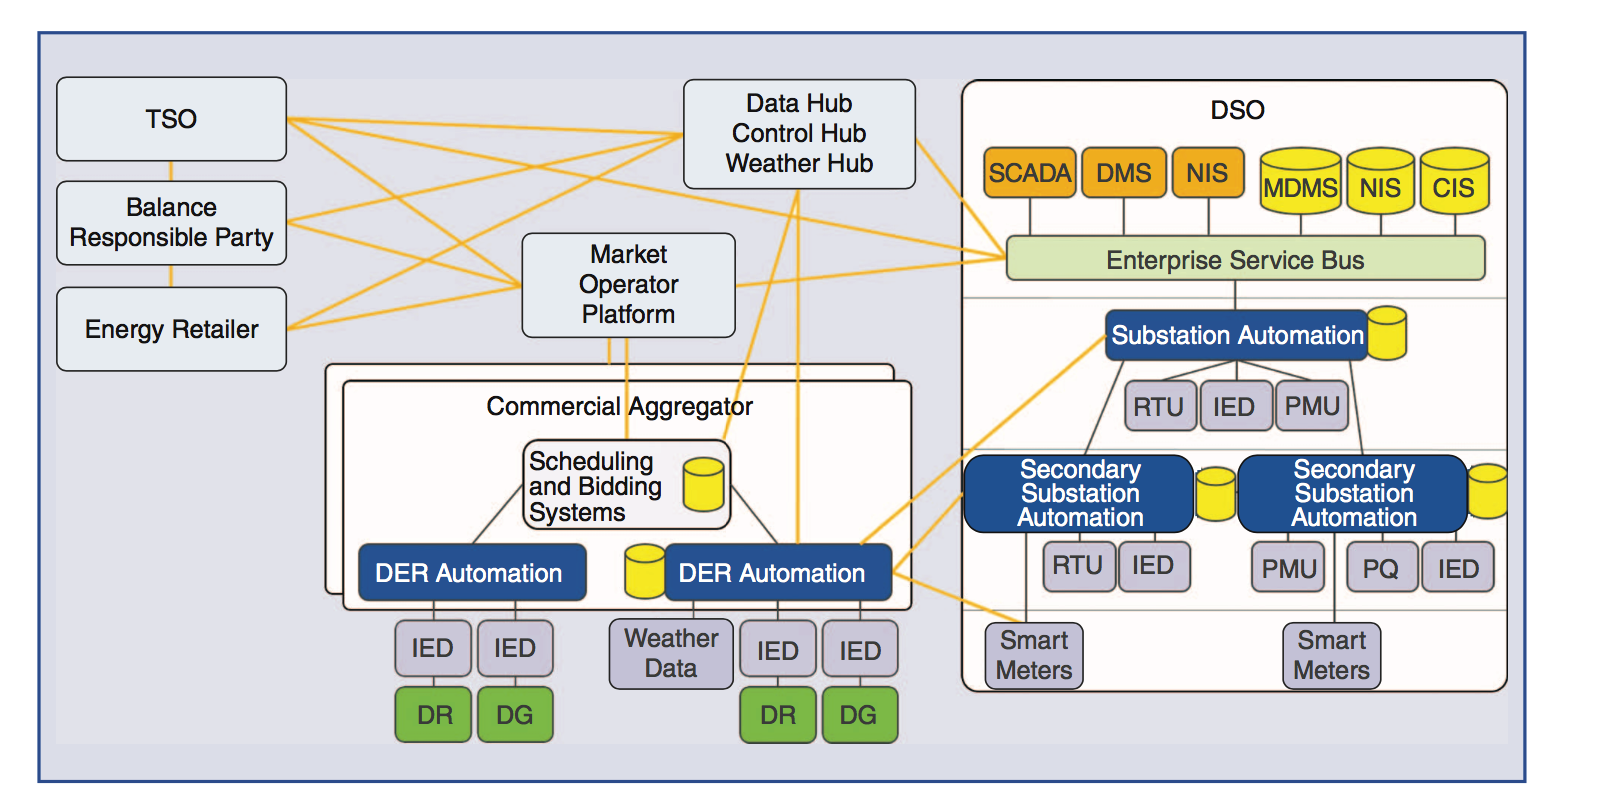 TSO
Balance
Responsible Party
Energy Retailer
Data Hub
Control Hub
Weather Hub
Market
Operator
Platform
Commercial Aggregator
Scheduling
and Bidding
Systems
DER Automation
DER Automation
IED
IED
Weather
Data
IED
IED
DR
DG
DR
DG
DSO
SCADA
DMS
NIS
MDMS
NIS
CIS
Enterprise Service Bus
Substation Automation
RTU
IED
PMU
Secondary
Substation
Automation
Secondary
Substation
Automation
RTU
IED
PMU
PQ
IED
Smart
Meters
Smart
Meters